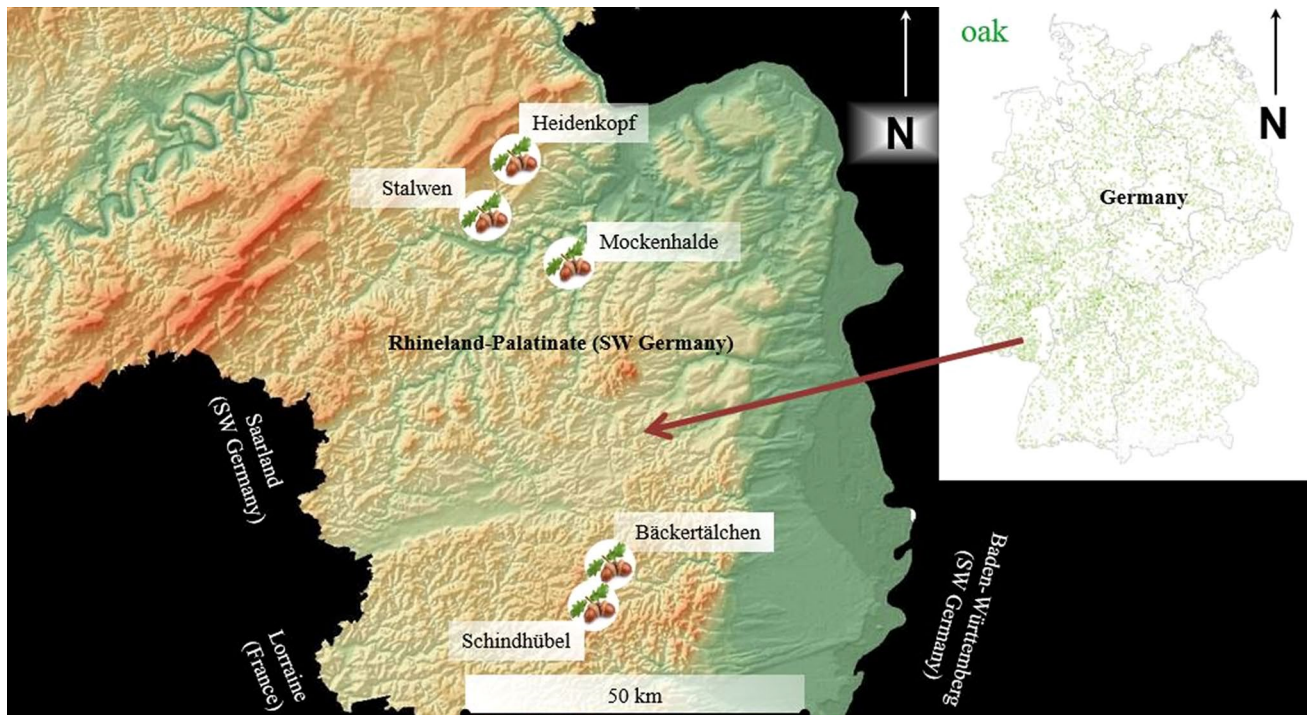 oak
N
N
Germany
Heidenkopf
Stalwen
Mockenhalde
Rhineland-Palatinate (SW Germany)
Saarland
(SW Germany)
Bäckertälchen
Schindhübel
Lorraine
(France)
Baden-Württemberg
(SW Germany)
50 km